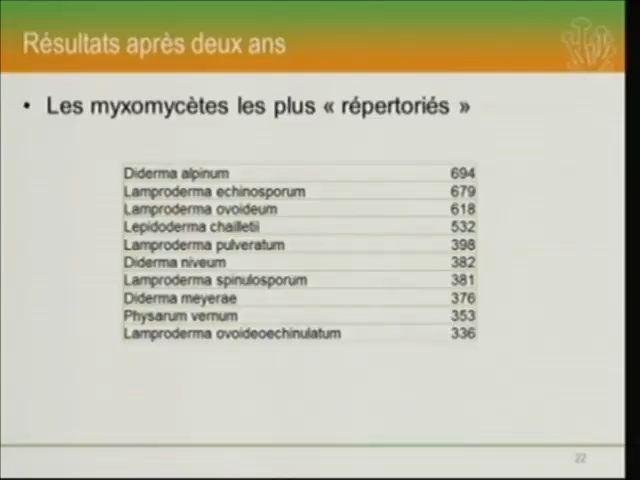 Résultats après deux ans
• Les myxomycètes les plus « répertoriés »
Diderma alpinum 694
Lamproderma echinosporum 679
Lamproderma ovoideum 618
Lepidoderma chailletii 532
Lamproderma pulveratum 398
Diderma niveum 382
Lamproderma spinulosporum 381
Diderma meyerae 376
Physarum vernum 353
Lamproderma ovoideoechinulatum 336
22